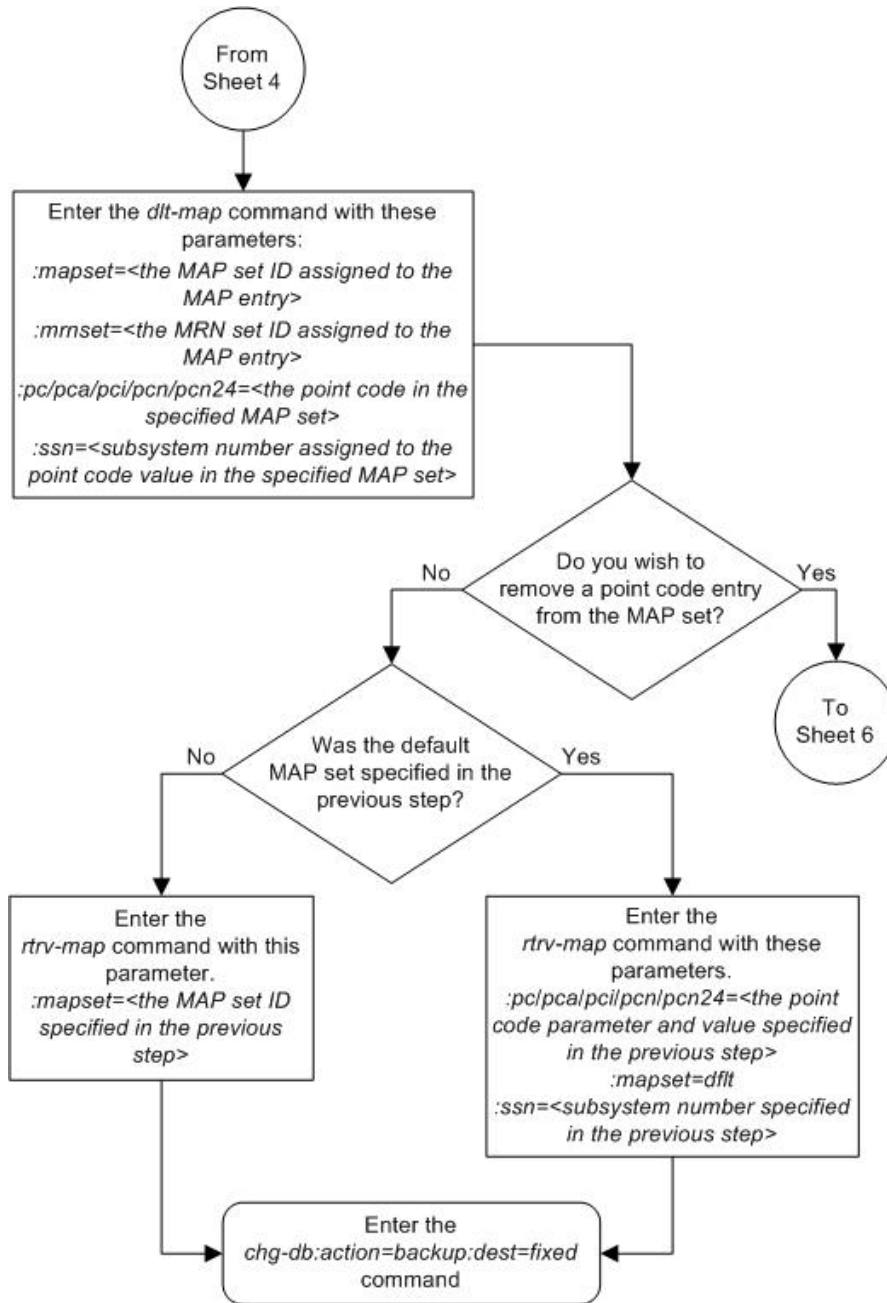 From
Sheet 4
Enter the dlt-map command with these
parameters:
:mapset=<the MAP set ID assigned to the
MAP entry>
:mrnset=<the MRN set ID assigned to the
MAP entry>
:pc/pca/pci/pcn/pcn24=<the point code in the
specified MAP set>
:ssn=<subsystem number assigned to the
point code value in the specified MAP set>
Do you wish to
remove a point code entry
from the MAP set?
No
Yes
To
Sheet 6
Was the default
MAP set specified in the
previous step?
No
Yes
Enter the
rtrv-map command with this
parameter.
:mapset=<the MAP set ID
specified in the previous
step>
Enter the
rtrv-map command with these
parameters.
:pc/pca/pci/pcn/pcn24=<the point
code parameter and value specified
in the previous step>
:mapset=dflt
:ssn=<subsystem number specified
in the previous step>
Enter the
chg-db:action=backup:dest=fixed
command